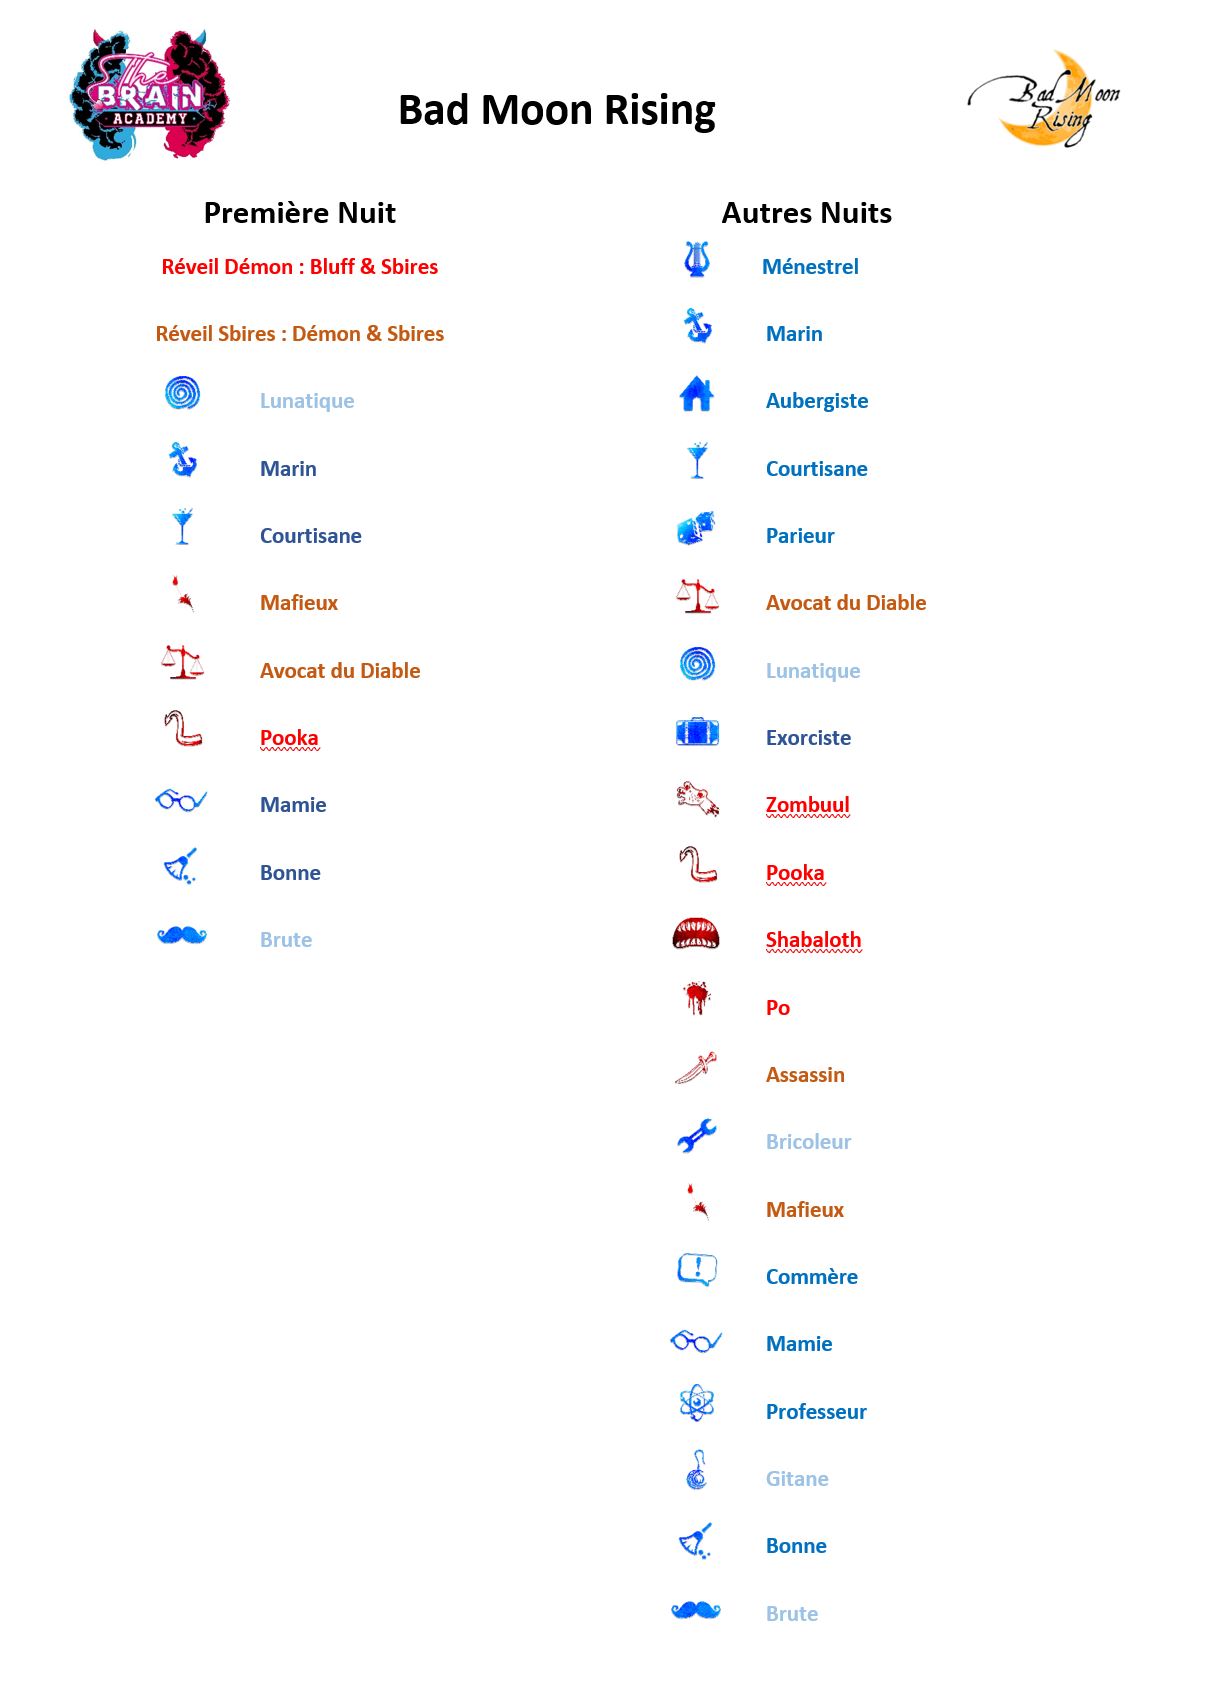 The
BRAIN
ACADEMY
Bad Moon Rising
Bad Moon
Rising
Première Nuit
Réveil Démon : Bluff & Sbires
Réveil Sbires : Démon & Sbires
Lunatique
Marin
Courtisane
Mafieux
Avocat du Diable
Pooka
Mamie
Bonne
Brute
Autres Nuits
Ménestrel
Marin
Aubergiste
Courtisane
Parieur
Avocat du Diable
Lunatique
Exorciste
Zombuul
Pooka
Shabaloth
Po
Assassin
Bricoleur
Mafieux
!
Commère
Mamie
Professeur
Gitane
Bonne
Brute